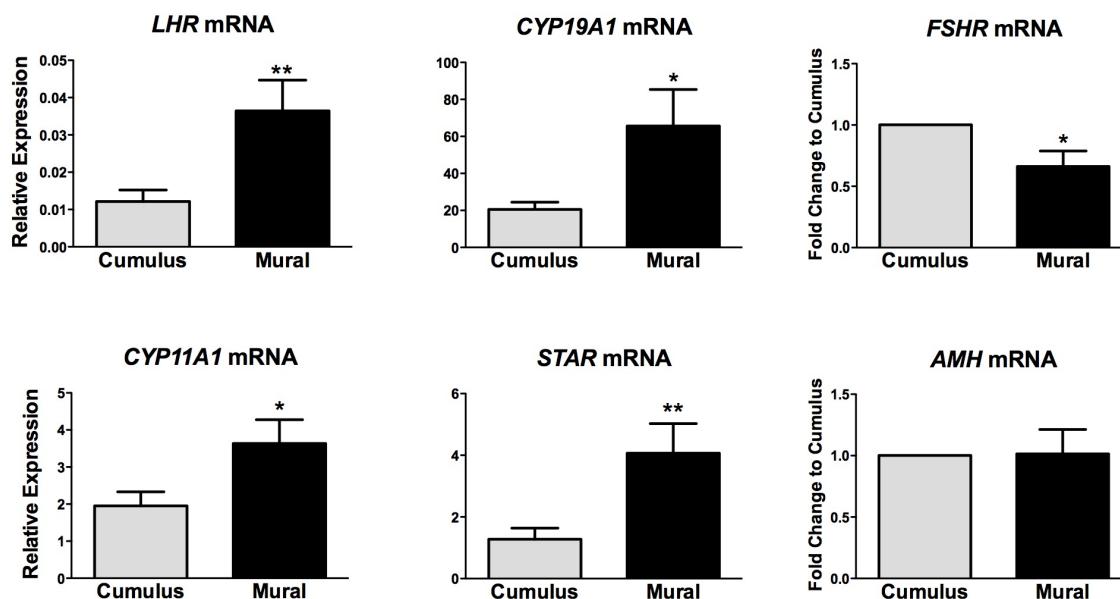 LHR mRNA
Relative Expression
0.05
0.04
0.03
0.02
0.01
0.00
**
Cumulus Mural
CYP19A1 mRNA
100
80
60
40
20
0
*
Cumulus Mural
FSHR mRNA
Fold Change to Cumulus
1.5
1.0
0.5
0.0
*
Cumulus Mural
CYP11A1 mRNA
Relative Expression
5
4
3
2
1
0
*
Cumulus Mural
STAR mRNA
6
4
2
0
**
Cumulus Mural
AMH mRNA
Fold Change to Cumulus
1.5
1.0
0.5
0.0
Cumulus Mural